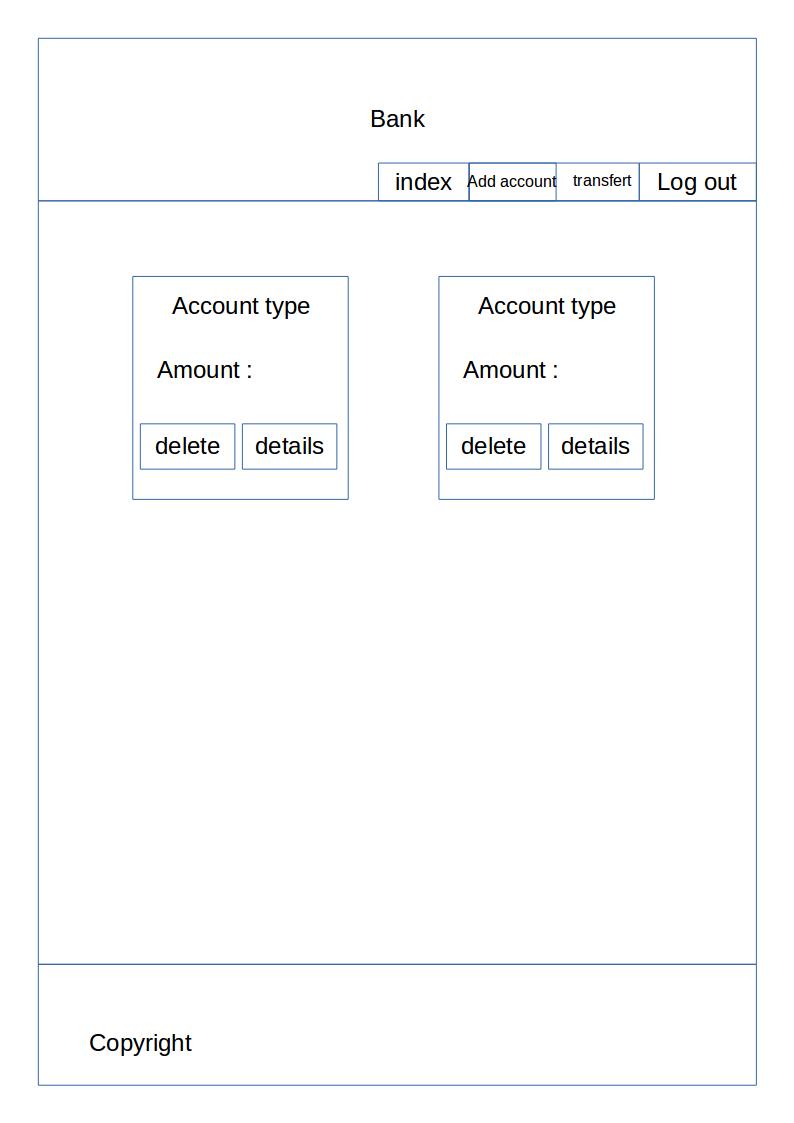 Bank
index Add account transfert Log out
Account type Account type
Amount : Amount :
delete details delete details
Copyright